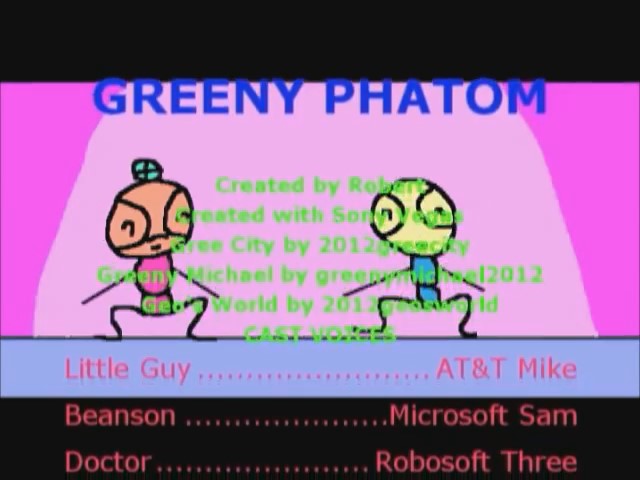 GREENY PHATOM
Created by Robert
Created with Sony Vegas
Gree City by 2012greecity
Greeny Michael by greenymichael2012
Geo's World by 2012geosworld
CAST VOICES
Little Guy ........................ AT&T Mike
Beanson .....................Microsoft Sam
Doctor...................... Robosoft Three